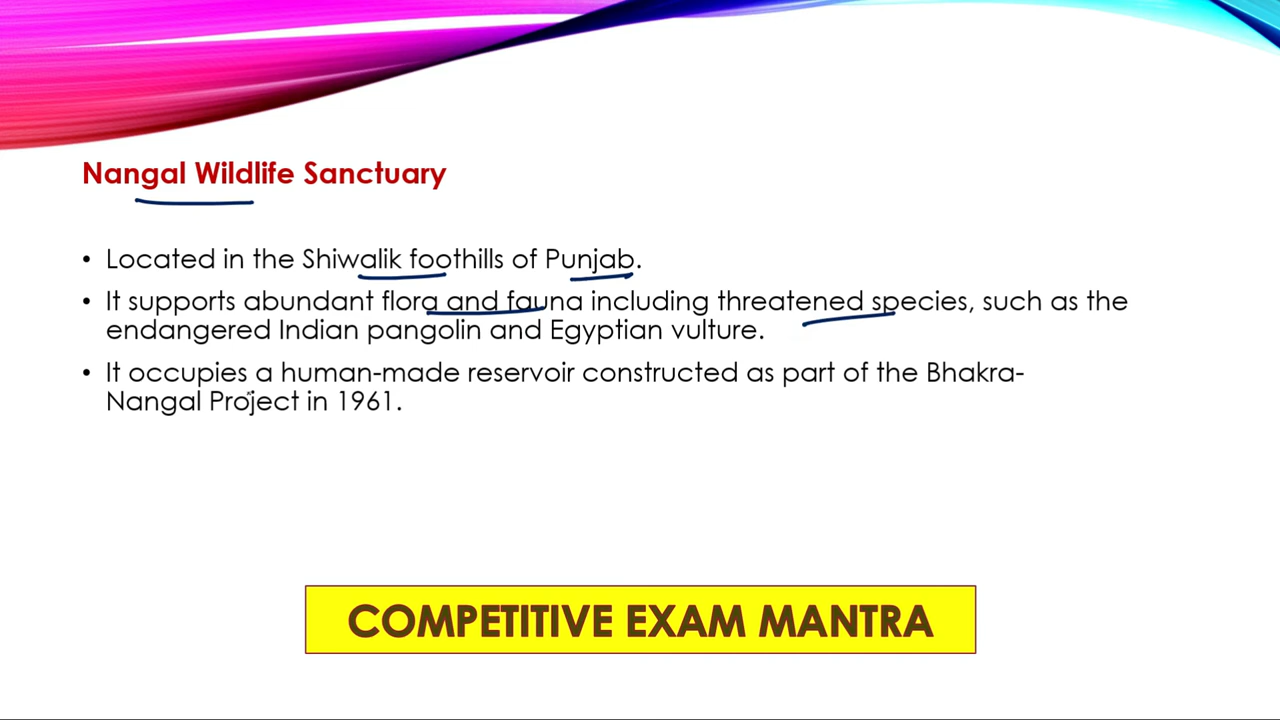 Nangal Wildlife Sanctuary
• Located in the Shiwalik foothills of Punjab.
• It supports abundant flora and fauna including threatened species, such as the
endangered Indian pangolin and Egyptian vulture.
• It occupies a human-made reservoir constructed as part of the Bhakra-
Nangal Project in 1961.
COMPETITIVE EXAM MANTRA